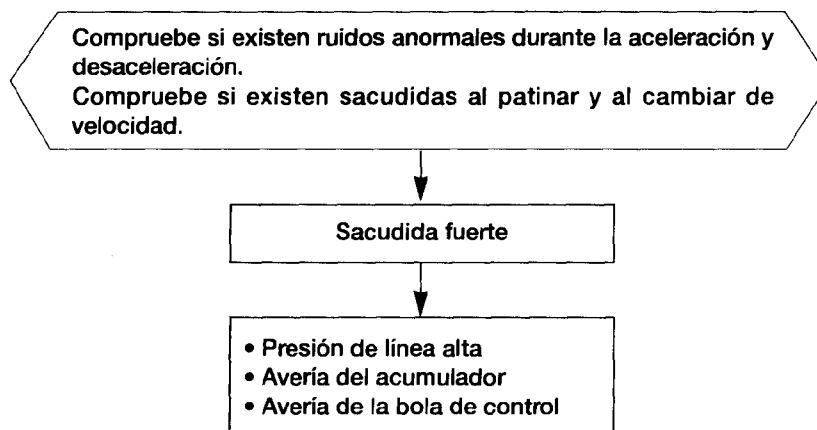 Compruebe si existen ruidos anormales durante la aceleración y
desaceleración.
Compruebe si existen sacudidas al patinar y al cambiar de
velocidad.
Sacudida fuerte
• Presión de línea alta
• Avería del acumulador
• Avería de la bola de control